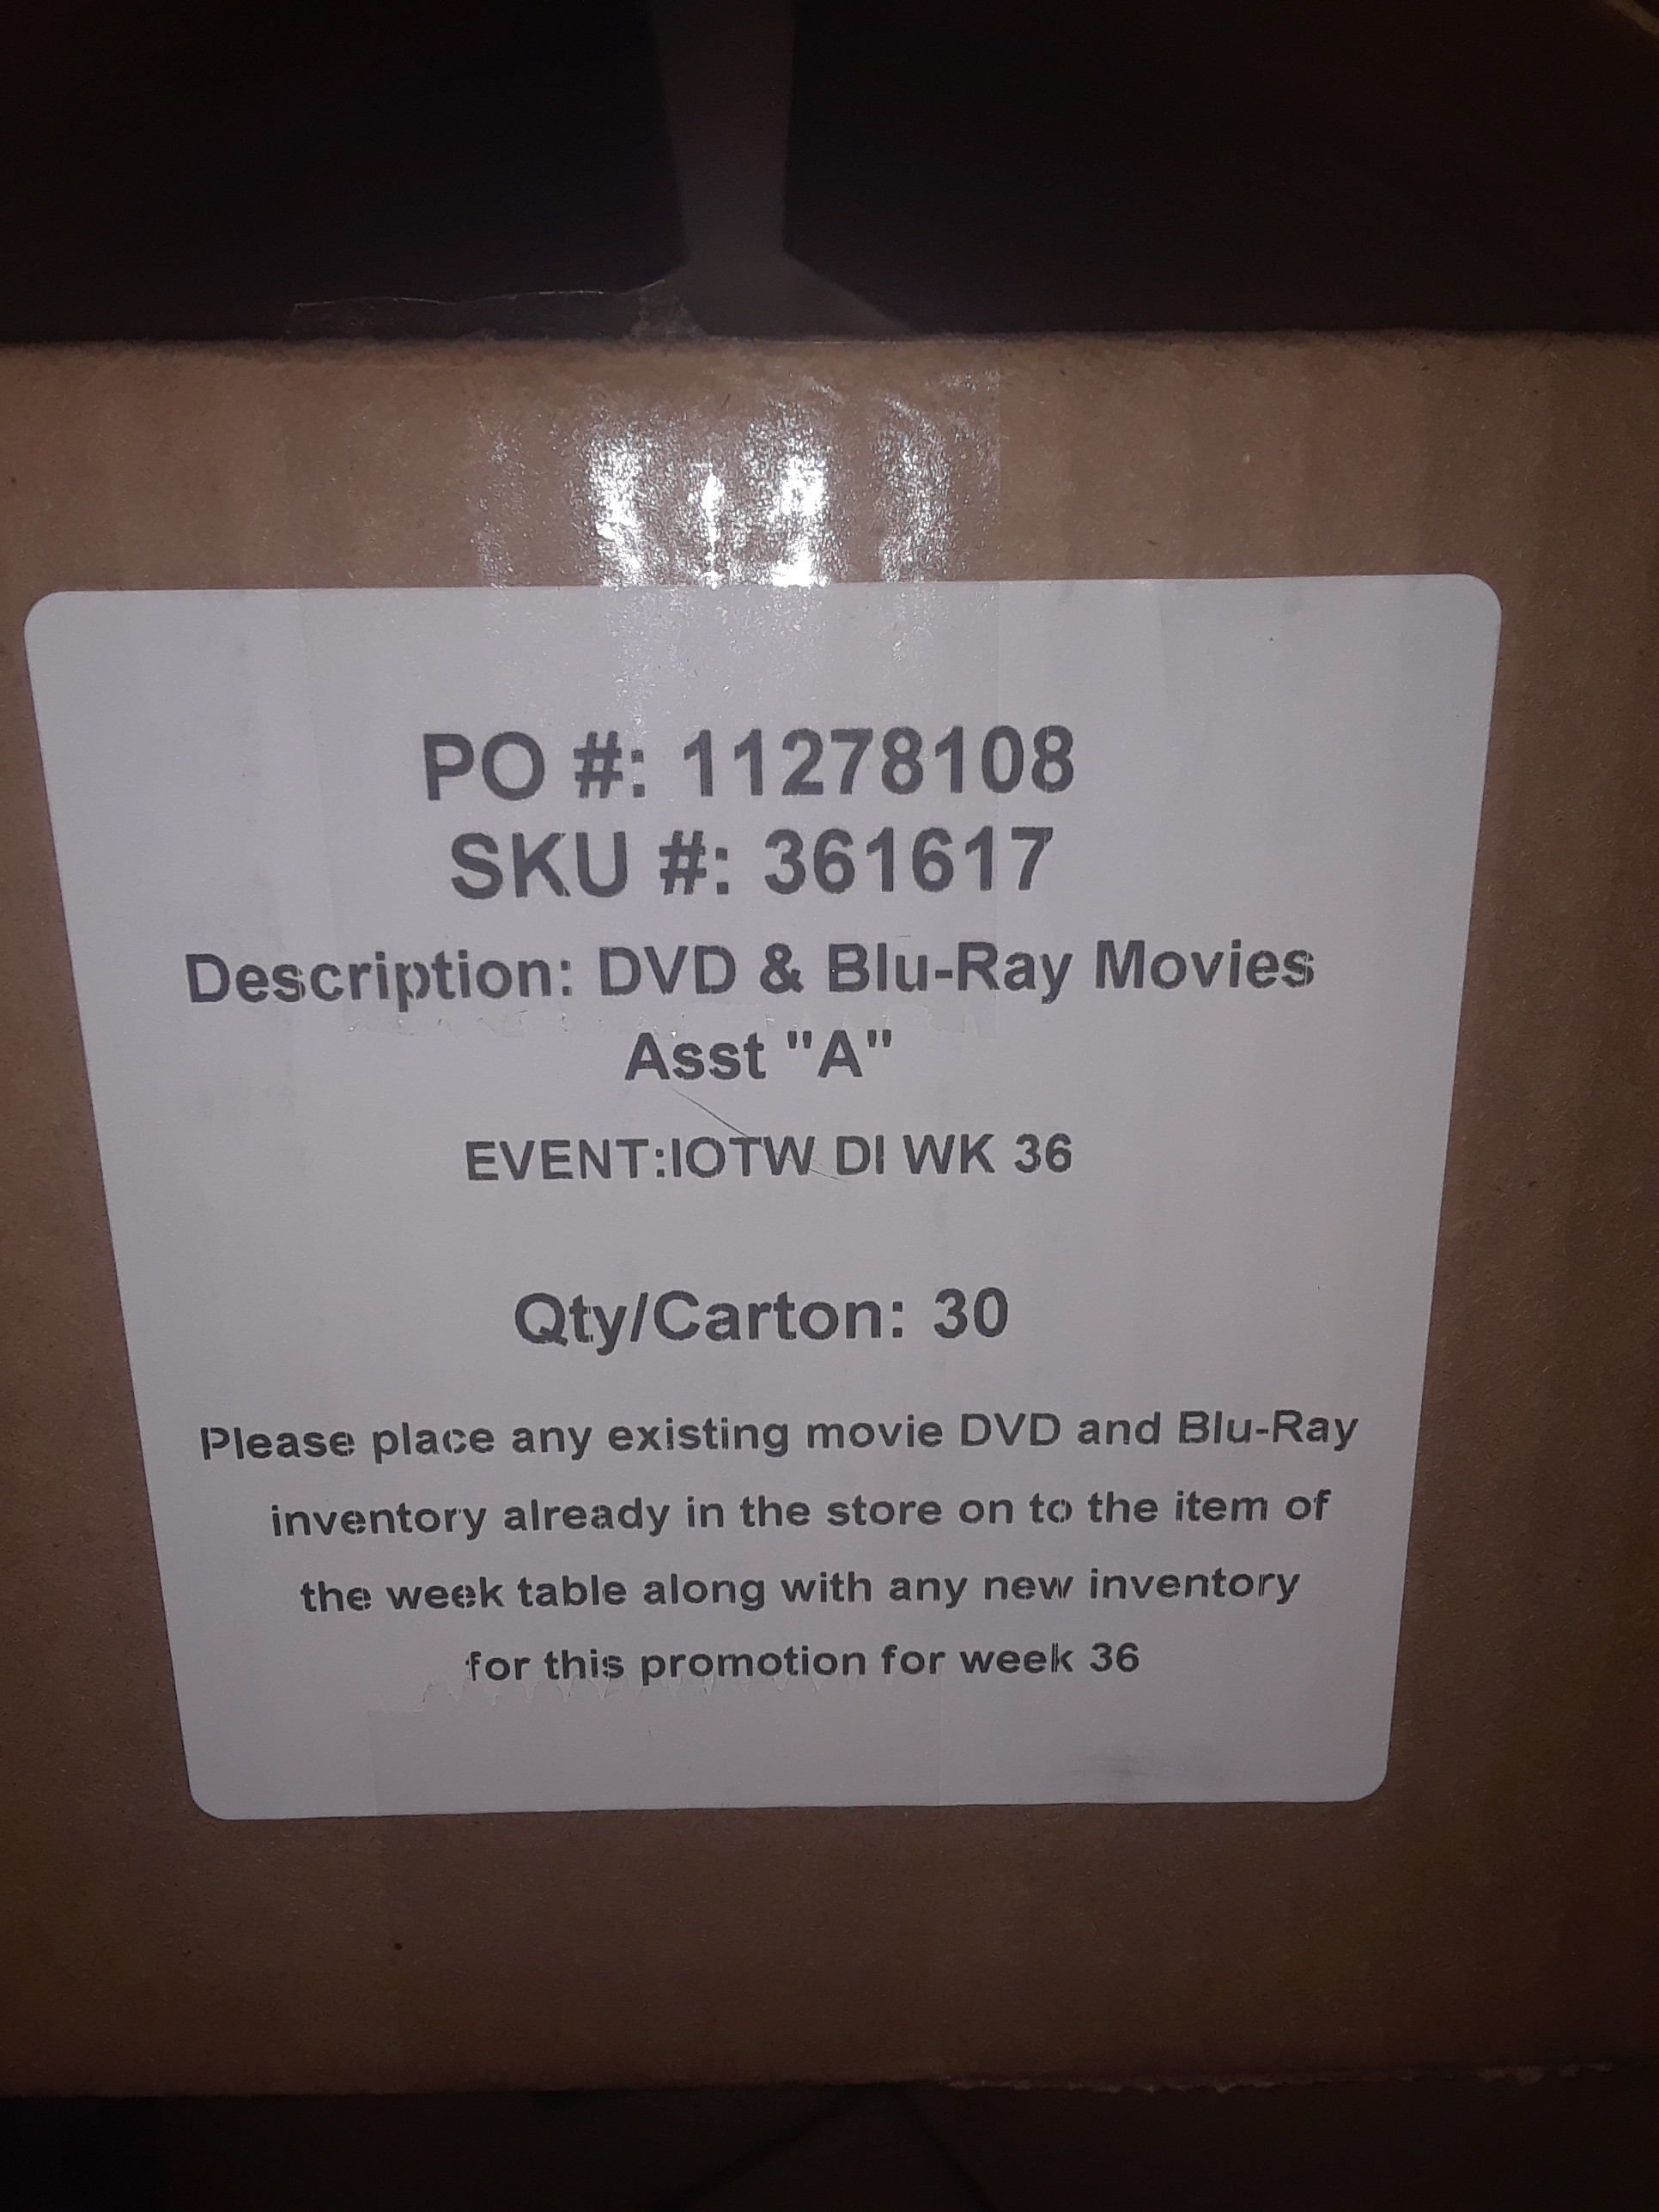 PO #: 11278108
SKU #: 361617
Description: DVD & Blu-Ray Movies
Asst "A"
EVENT:IOTW DI WK 36
Qty/Carton: 30
Please place any existing movie DVD and Blu-Ray
inventory already in the store on to the item of
the week table along with any new inventory
for this promotion for week 36